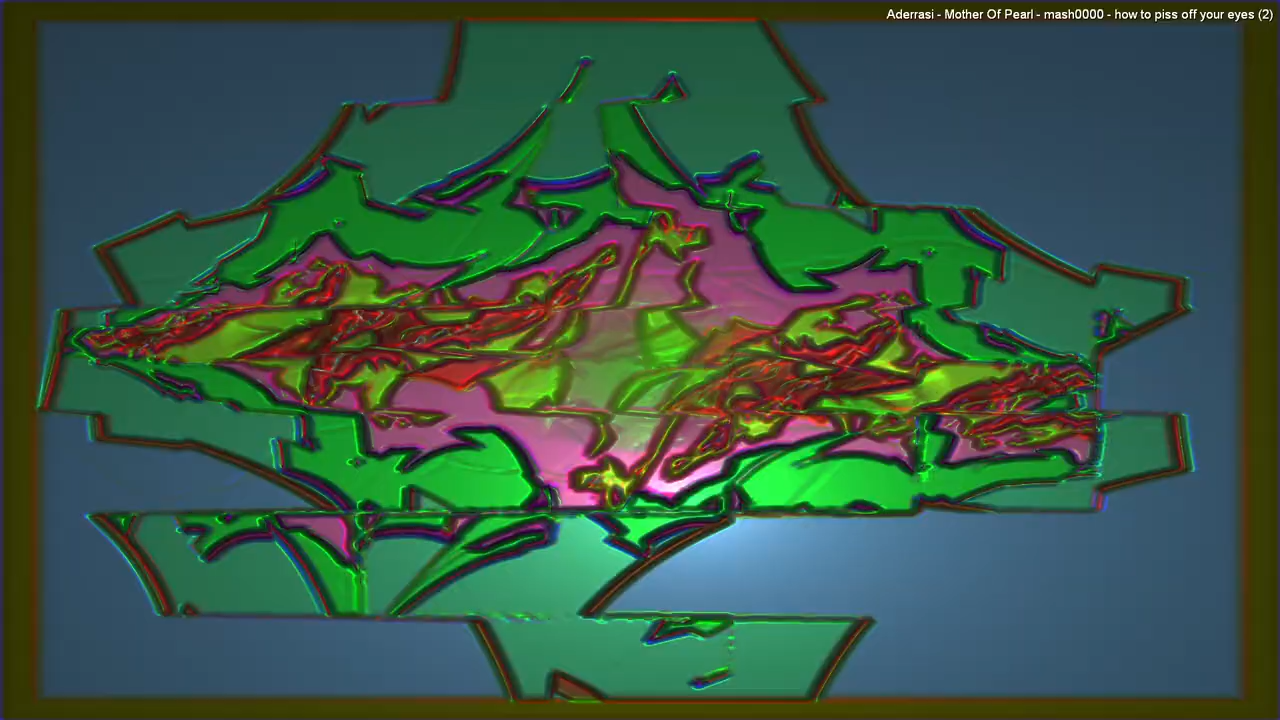 Aderrasi - Mother Of Pearl - mash0000 - how to piss off your eyes (2)